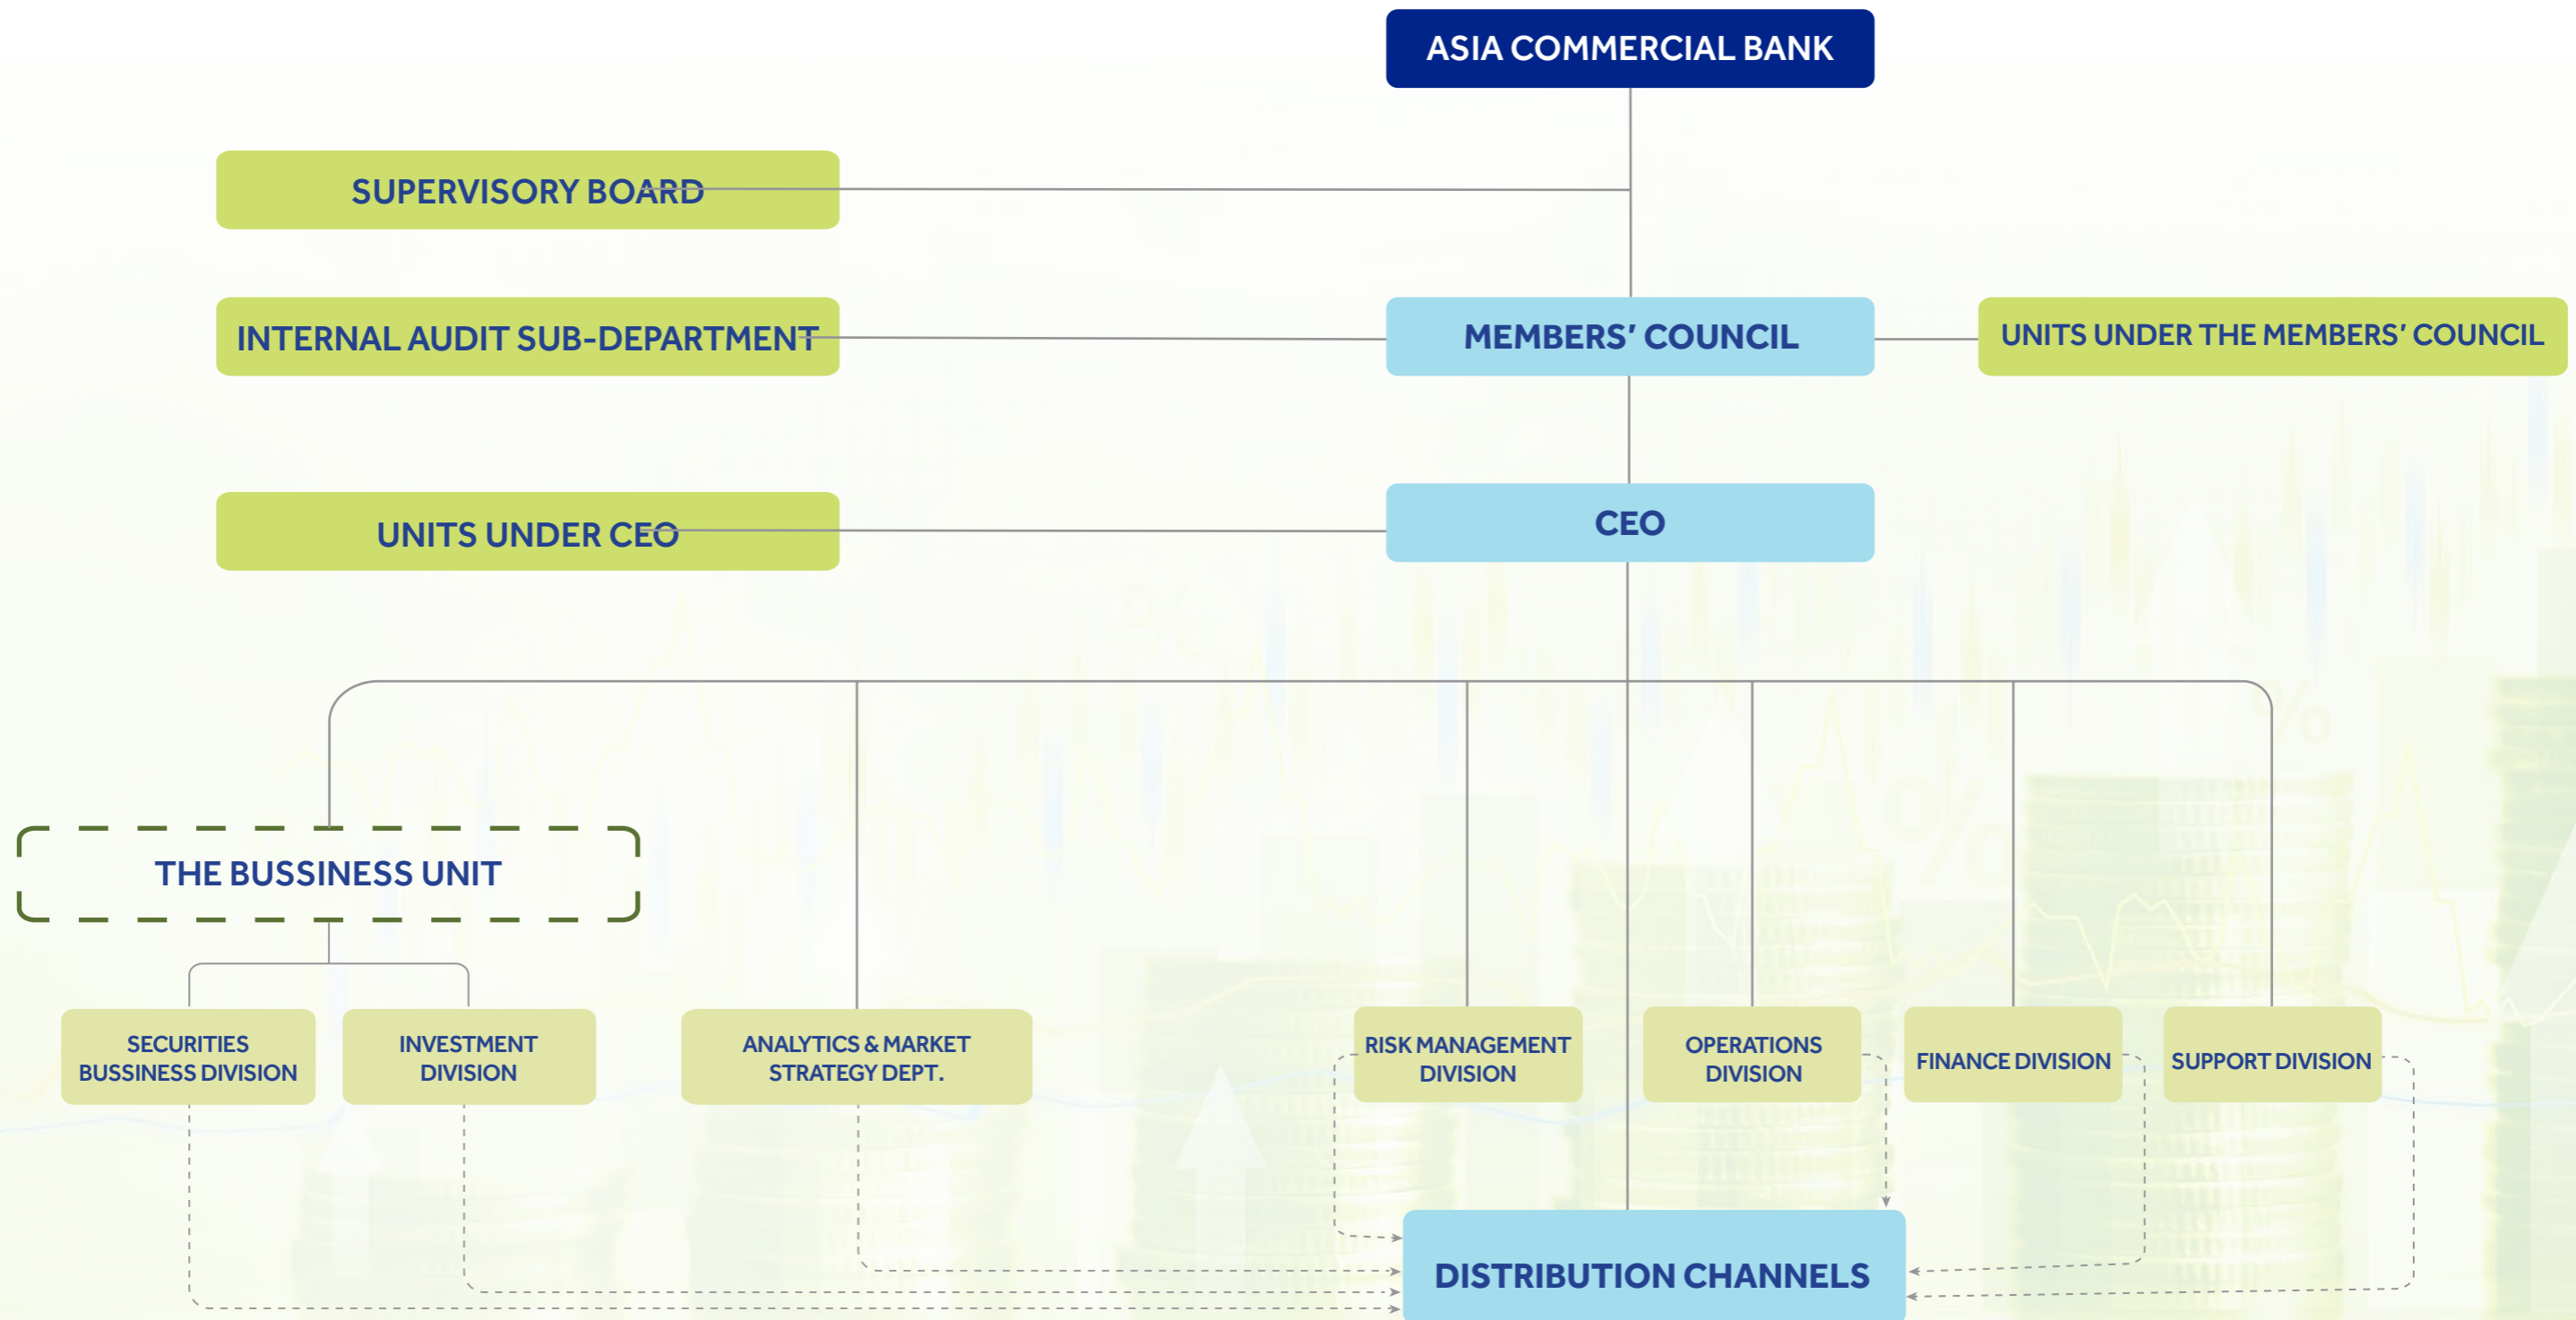 ASIA COMMERCIAL BANK
SUPERVISORY BOARD
INTERNAL AUDIT SUB-DEPARTMENT
MEMBERS’ COUNCIL
UNITS UNDER THE MEMBERS’ COUNCIL
UNITS UNDER CEO
CEO
THE BUSSINESS UNIT
SECURITIES
BUSSINESS DIVISION
INVESTMENT
DIVISION
ANALYTICS & MARKET
STRATEGY DEPT.
RISK MANAGEMENT
DIVISION
OPERATIONS
DIVISION
FINANCE DIVISION
SUPPORT DIVISION
DISTRIBUTION CHANNELS